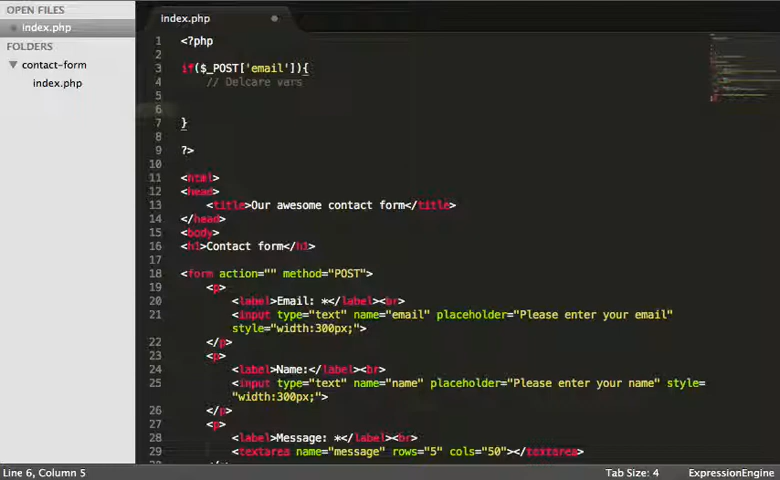 OPEN FILES
index.php
FOLDERS
contact-form
index.php
index.php
1 <?php
2
3 if($_POST['email']){
4 // Delcare vars
5
6
7 }
8
9 ?>
10
11 <html>
12 <head>
13 <title>Our awesome contact form</title>
14 </head>
15 <body>
16 <h1>Contact form</h1>
17
18 <form action="" method="POST">
19 <p>
20 <label>Email: *</label><br>
21 <input type="text" name="email" placeholder="Please enter your email"
style="width:300px;">
22 </p>
23 <p>
24 <label>Name:</label><br>
25 <input type="text" name="name" placeholder="Please enter your name" style=
"width:300px;">
26 </p>
27 <p>
28 <label>Message: *</label><br>
29 <textarea name="message" rows="5" cols="50"></textarea>
Line 6, Column 5
Tab Size: 4
ExpressionEngine